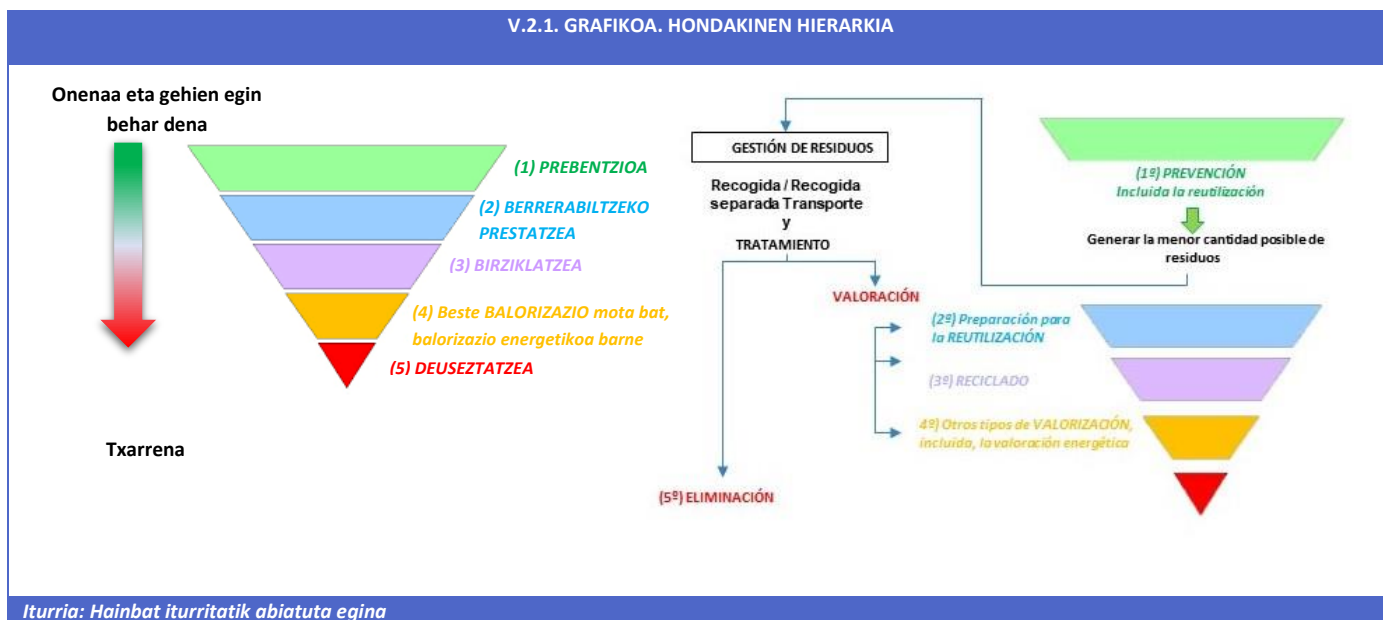 V.2.1. GRAFIKOA. HONDAKINEN HIERARKIA
Onenaa eta gehien egin
behar dena
(1) PREBENTZIOA
(2) BERRERABILTZEKO
PRESTATZEA
(3) BIRZIKLATZEA
(4) Beste BALORIZAZIO mota bat,
balorizazio energetikoa barne
(5) DEUSEZTATZEA
Txarrena
GESTIÓN DE RESIDUOS
Recogida / Recogida
separada Transporte
y
TRATAMIENTO
VALORACIÓN
(1º) PREVENCIÓN
Incluida la reutilización
Generar la menor cantidad posible de
residuos
(2º) Preparación para
la REUTILIZACIÓN
(3º) RECICLADO
4º) Otros tipos de VALORIZACIÓN,
incluida, la valoración energética
(5º) ELIMINACIÓN
Iturria: Hainbat iturritatik abiatuta egina